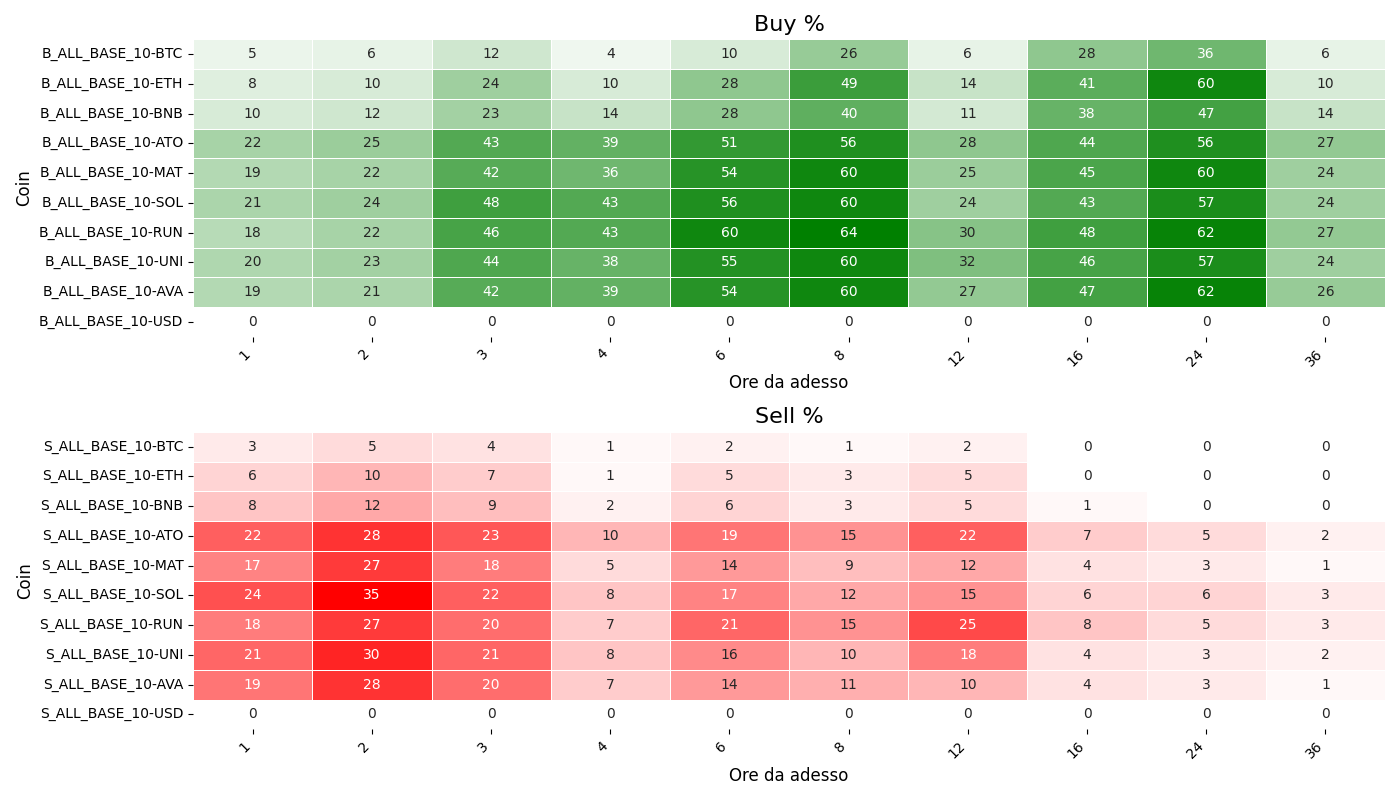 Buy %
Coin
B_ALL_BASE_10-BTC 5 6 12 4 10 26 6 28 36 6
B_ALL_BASE_10-ETH 8 10 24 10 28 49 14 41 60 10
B_ALL_BASE_10-BNB 10 12 23 14 28 40 11 38 47 14
B_ALL_BASE_10-ATO 22 25 43 39 51 56 28 44 56 27
B_ALL_BASE_10-MAT 19 22 42 36 54 60 25 45 60 24
B_ALL_BASE_10-SOL 21 24 48 43 56 60 24 43 57 24
B_ALL_BASE_10-RUN 18 22 46 43 60 64 30 48 62 27
B_ALL_BASE_10-UNI 20 23 44 38 55 60 32 46 57 24
B_ALL_BASE_10-AVA 19 21 42 39 54 60 27 47 62 26
B_ALL_BASE_10-USD 0 0 0 0 0 0 0 0 0 0
1 2 3 4 6 8 12 16 24 36
Ore da adesso
Sell %
Coin
S_ALL_BASE_10-BTC 3 5 4 1 2 1 2 0 0 0
S_ALL_BASE_10-ETH 6 10 7 1 5 3 5 0 0 0
S_ALL_BASE_10-BNB 8 12 9 2 6 3 5 1 0 0
S_ALL_BASE_10-ATO 22 28 23 10 19 15 22 7 5 2
S_ALL_BASE_10-MAT 17 27 18 5 14 9 12 4 3 1
S_ALL_BASE_10-SOL 24 35 22 8 17 12 15 6 6 3
S_ALL_BASE_10-RUN 18 27 20 7 21 15 25 8 5 3
S_ALL_BASE_10-UNI 21 30 21 8 16 10 18 4 3 2
S_ALL_BASE_10-AVA 19 28 20 7 14 11 10 4 3 1
S_ALL_BASE_10-USD 0 0 0 0 0 0 0 0 0 0
1 2 3 4 6 8 12 16 24 36
Ore da adesso